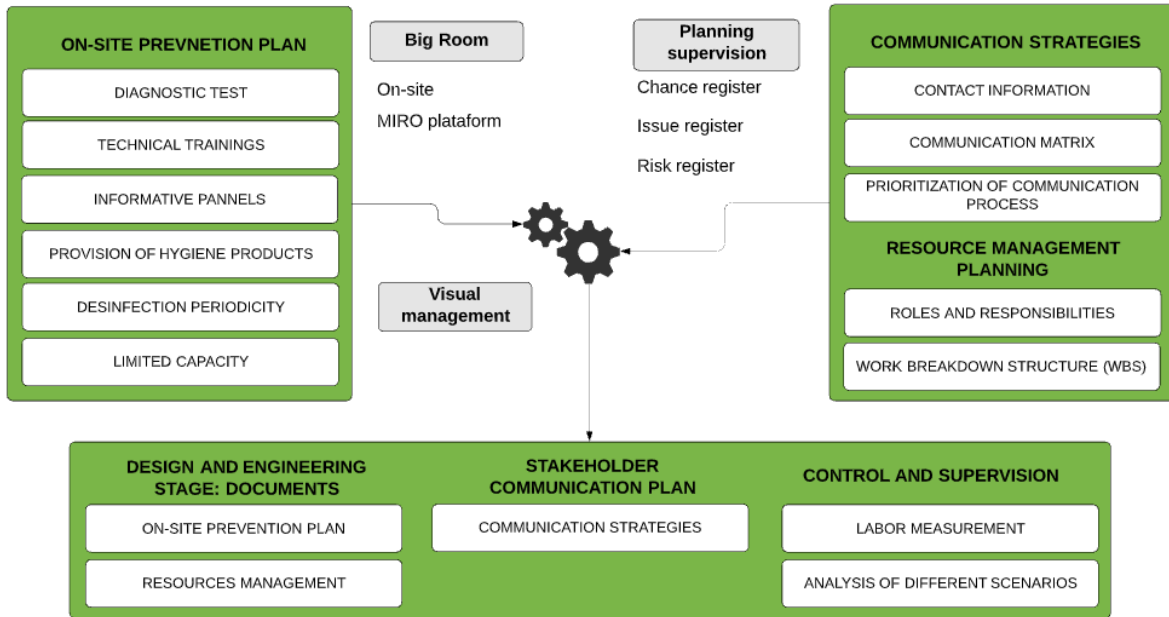 ON-SITE PREVNETION PLAN
DIAGNOSTIC TEST
TECHNICAL TRAININGS
INFORMATIVE PANNELS
PROVISION OF HYGIENE PRODUCTS
DESINFECTION PERIODICITY
LIMITED CAPACITY
Big Room
On-site
MIRO plataform
Planning
supervision
Chance register
Issue register
Risk register
Visual
management
COMMUNICATION STRATEGIES
CONTACT INFORMATION
COMMUNICATION MATRIX
PRIORITIZATION OF COMMUNICATION
PROCESS
RESOURCE MANAGEMENT
PLANNING
ROLES AND RESPONSIBILITIES
WORK BREAKDOWN STRUCTURE (WBS)
DESIGN AND ENGINEERING
STAGE: DOCUMENTS
ON-SITE PREVENTION PLAN
RESOURCES MANAGEMENT
STAKEHOLDER
COMMUNICATION PLAN
COMMUNICATION STRATEGIES
CONTROL AND SUPERVISION
LABOR MEASUREMENT
ANALYSIS OF DIFFERENT SCENARIOS